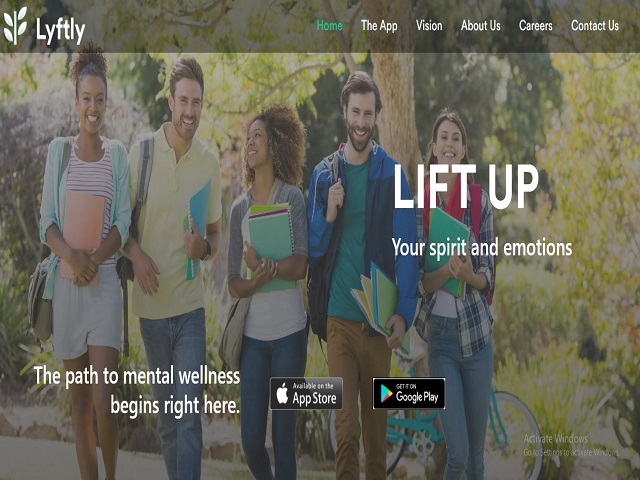 Lyftly
Home The App Vision About Us Careers Contact Us
LIFT UP
Your spirit and emotions
The path to mental wellness
begins right here.
Available on the
App Store
GET IT ON
Google Play
Activate Windows
Go to Settings to activate Windows.